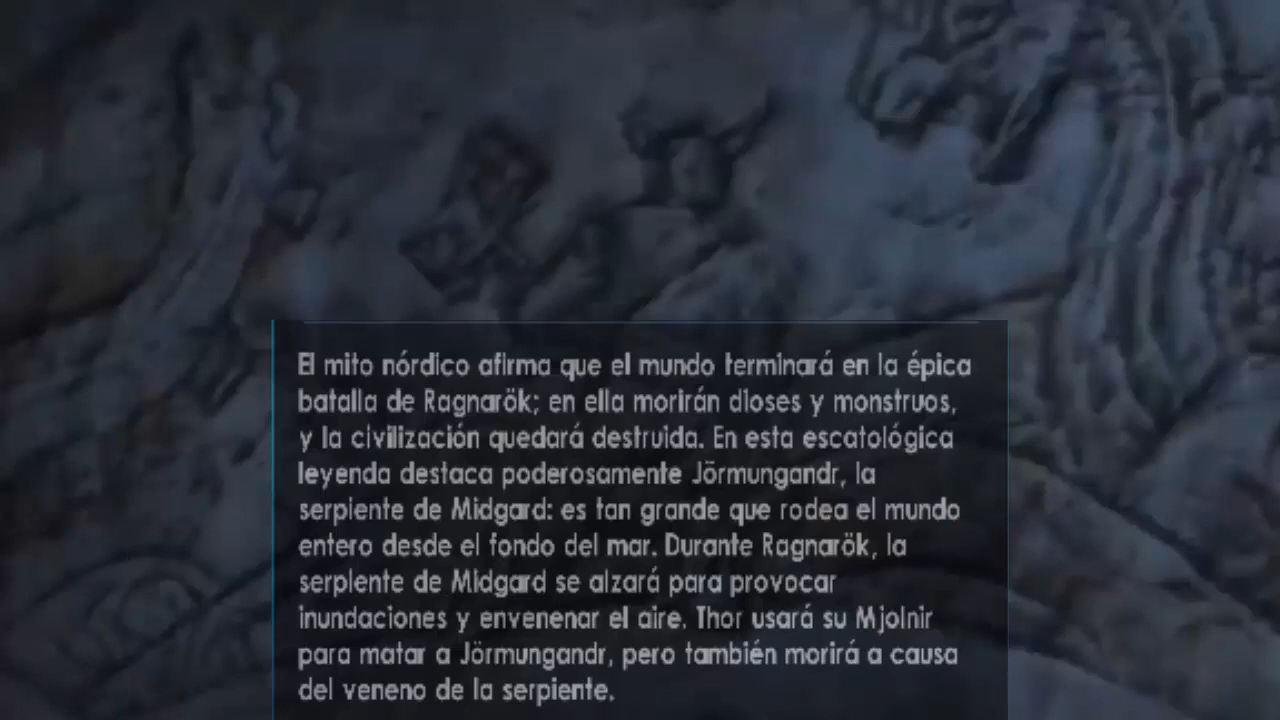 El mito nórdico afirma que el mundo terminará en la épica
batalla de Ragnarök; en ella morirán dioses y monstruos,
y la civilización quedará destruida. En esta escatológica
leyenda destaca poderosamente Jörmungandr, la
serpiente de Midgard: es tan grande que rodea el mundo
entero desde el fondo del mar. Durante Ragnarök, la
serpiente de Midgard se alzará para provocar
inundaciones y envenenar el aire. Thor usará su Mjolnir
para matar a Jörmungandr, pero también morirá a causa
del veneno de la serpiente.